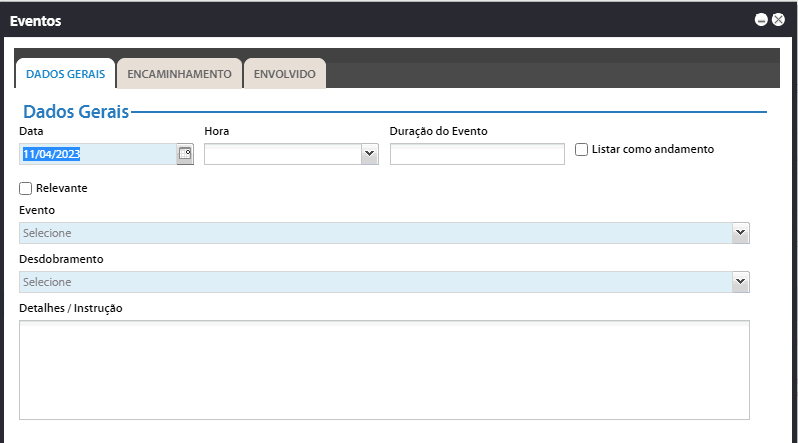 Eventos
DADOS GERAIS ENCAMINHAMENTO ENVOLVIDO
Dados Gerais
Data Hora Duração do Evento
11/04/2023 Listar como andamento
Relevante
Evento
Selecione
Desdobramento
Selecione
Detalhes / Instrução